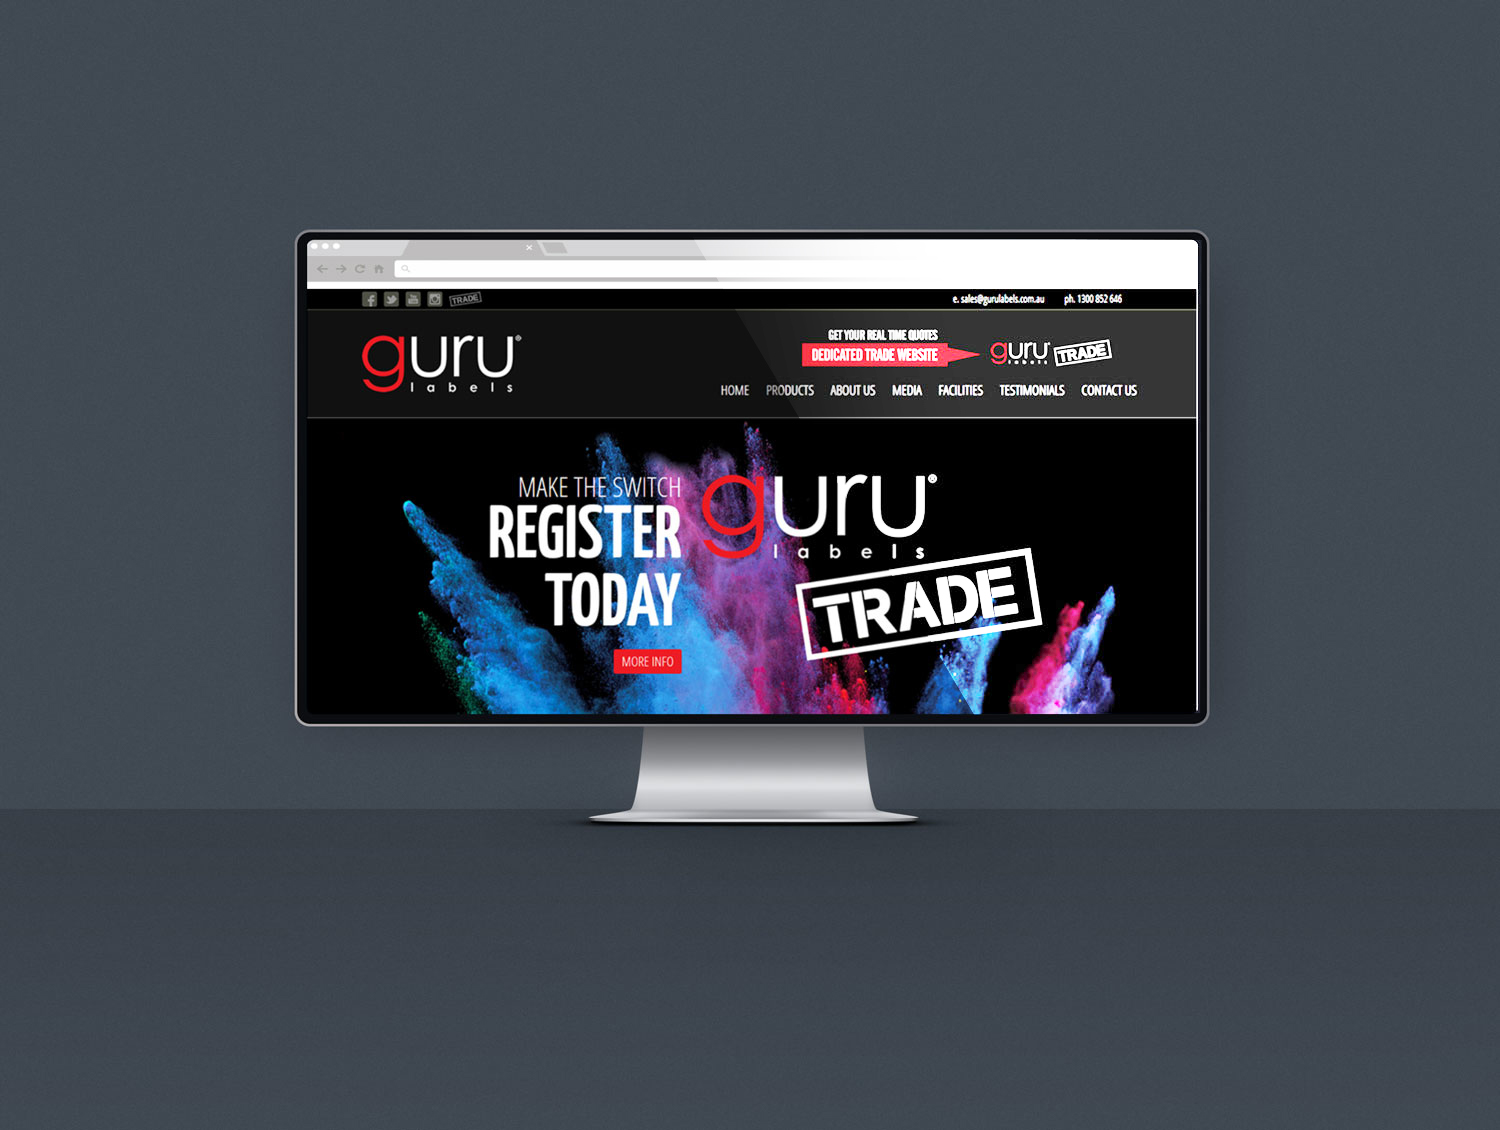 TRADE
e. sales@gurulabels.com.au
ph. 1300 852 646
guru®
labels
GET YOUR REAL TIME QUOTES
DEDICATED TRADE WEBSITE
guru
labels
TRADE
HOME PRODUCTS ABOUT US MEDIA FACILITIES TESTIMONIALS CONTACT US
MAKE THE SWITCH
REGISTER
TODAY
MORE INFO
guru®
labels
TRADE